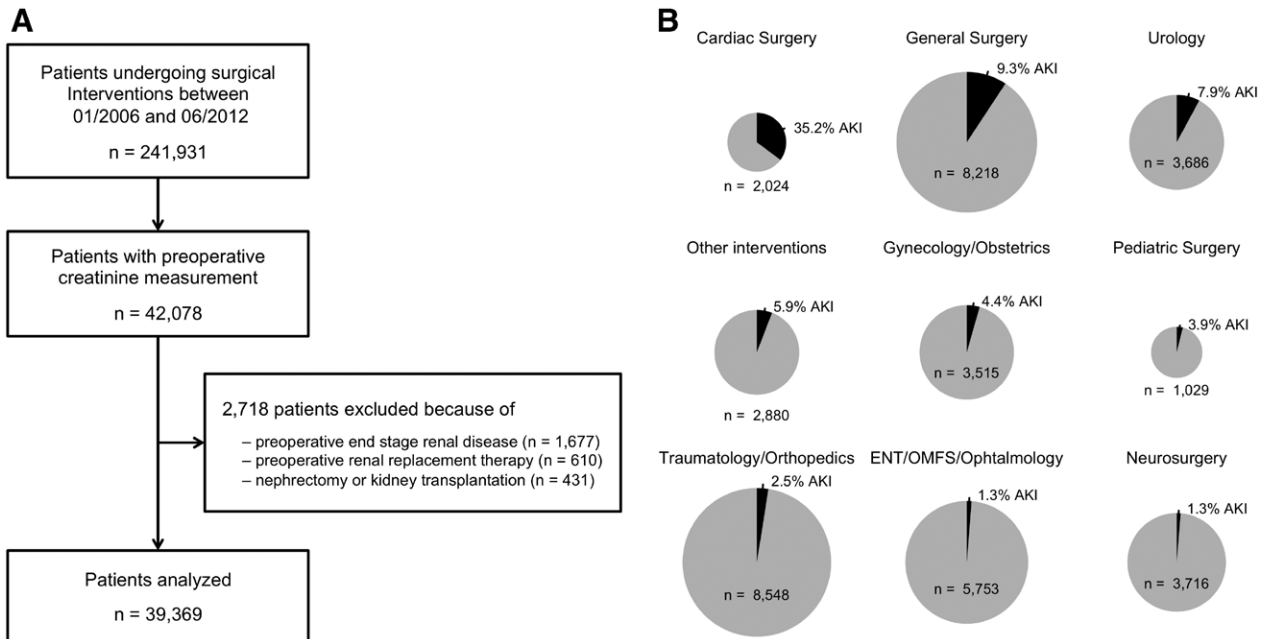 A
Patients undergoing surgical
Interventions between
01/2006 and 06/2012
n = 241,931
Patients with preoperative
creatinine measurement
n = 42,078
2,718 patients excluded because of
– preoperative end stage renal disease (n = 1,677)
– preoperative renal replacement therapy (n = 610)
– nephrectomy or kidney transplantation (n = 431)
Patients analyzed
n = 39,369
B
Cardiac Surgery
35.2% AKI
n = 2,024
General Surgery
9.3% AKI
n = 8,218
Urology
7.9% AKI
n = 3,686
Other interventions
5.9% AKI
n = 2,880
Gynecology/Obstetrics
4.4% AKI
n = 3,515
Pediatric Surgery
3.9% AKI
n = 1,029
Traumatology/Orthopedics
2.5% AKI
n = 8,548
ENT/OMFS/Ophtalmology
1.3% AKI
n = 5,753
Neurosurgery
1.3% AKI
n = 3,716